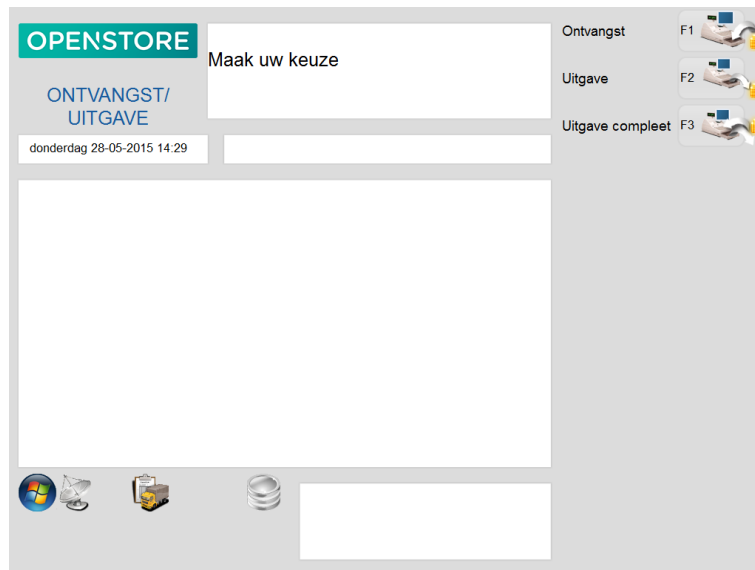 OPENSTORE
Maak uw keuze
ONTVANGST/
UITGAVE
donderdag 28-05-2015 14:29
Ontvangst F1
Uitgave F2
Uitgave compleet F3